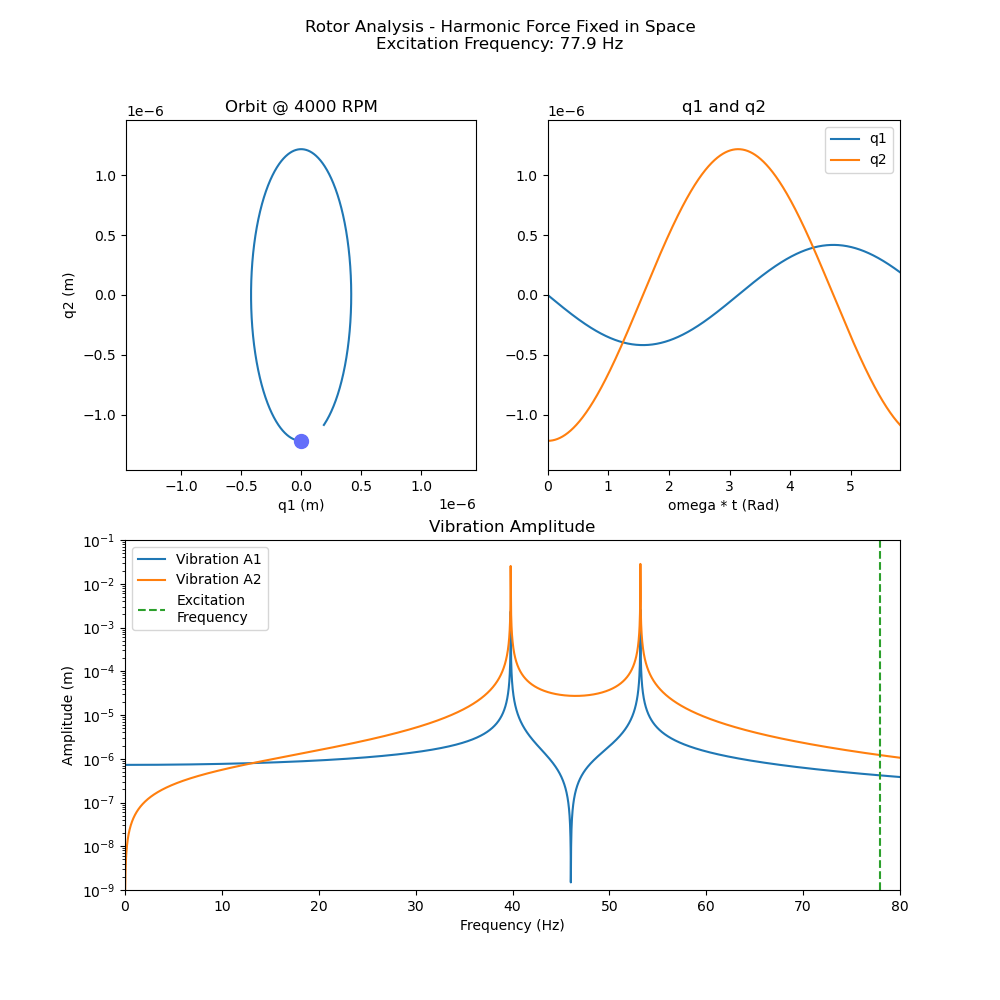 Rotor Analysis - Harmonic Force Fixed in Space
Excitation Frequency: 77.9 Hz
Orbit @ 4000 RPM
1e−6
1.0
0.5
0.0
−0.5
−1.0
q2 (m)
−1.0 −0.5 0.0 0.5 1.0
q1 (m)
1e−6
q1 and q2
1e−6
q1
q2
1.0
0.5
0.0
−0.5
−1.0
0 1 2 3 4 5
omega * t (Rad)
Vibration Amplitude
Vibration A1
Vibration A2
Excitation
Frequency
10⁻¹
10⁻²
10⁻³
10⁻⁴
10⁻⁵
10⁻⁶
10⁻⁷
10⁻⁸
10⁻⁹
Amplitude (m)
0 10 20 30 40 50 60 70 80
Frequency (Hz)